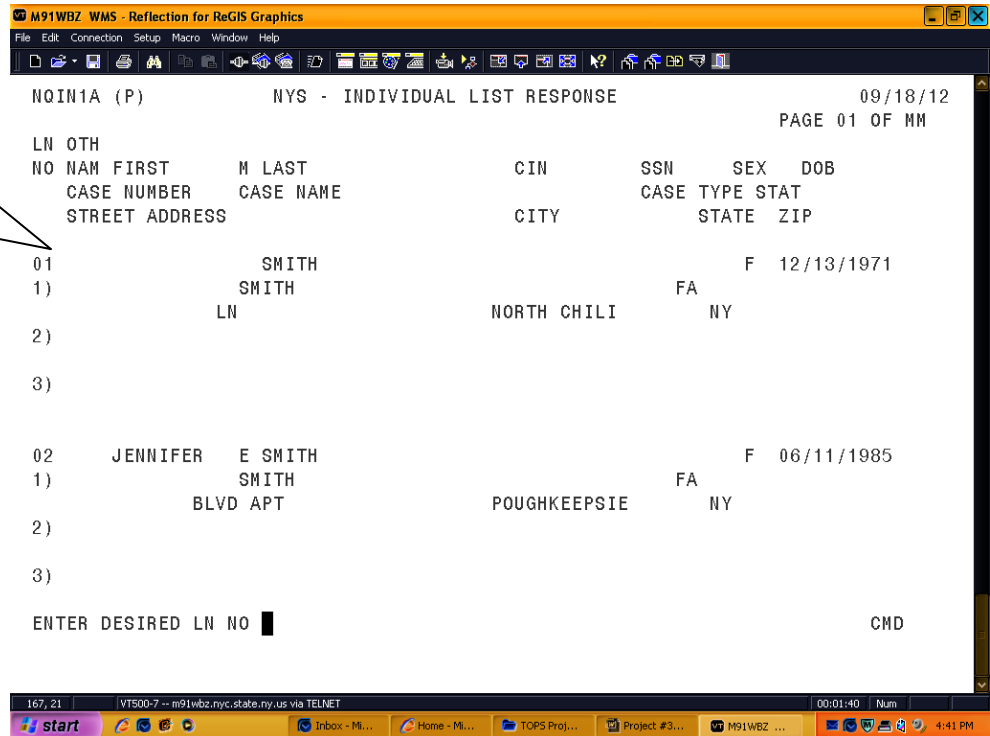 M91WBZ WMS - Reflection for ReGIS Graphics
File Edit Connection Setup Macro Window Help
NQIN1A (P) NYS - INDIVIDUAL LIST RESPONSE 09/18/12
PAGE 01 OF MM
LN OTH
NO NAM FIRST M LAST CIN SSN SEX DOB
CASE NUMBER CASE NAME CASE TYPE STAT
STREET ADDRESS CITY STATE ZIP
01 SMITH F 12/13/1971
1) SMITH FA
LN NORTH CHILI NY
2)
3)
02 JENNIFER E SMITH F 06/11/1985
1) SMITH FA
BLVD APT POUGHKEEPSIE NY
2)
3)
ENTER DESIRED LN NO CMD
167, 21 VT500-7 -- m91wbz.nyc.state.ny.us via TELNET 00:01:40 Num
start Inbox - Mi... Home - Mi... TOPS Proj... Project #3... M91WBZ ... 4:41 PM